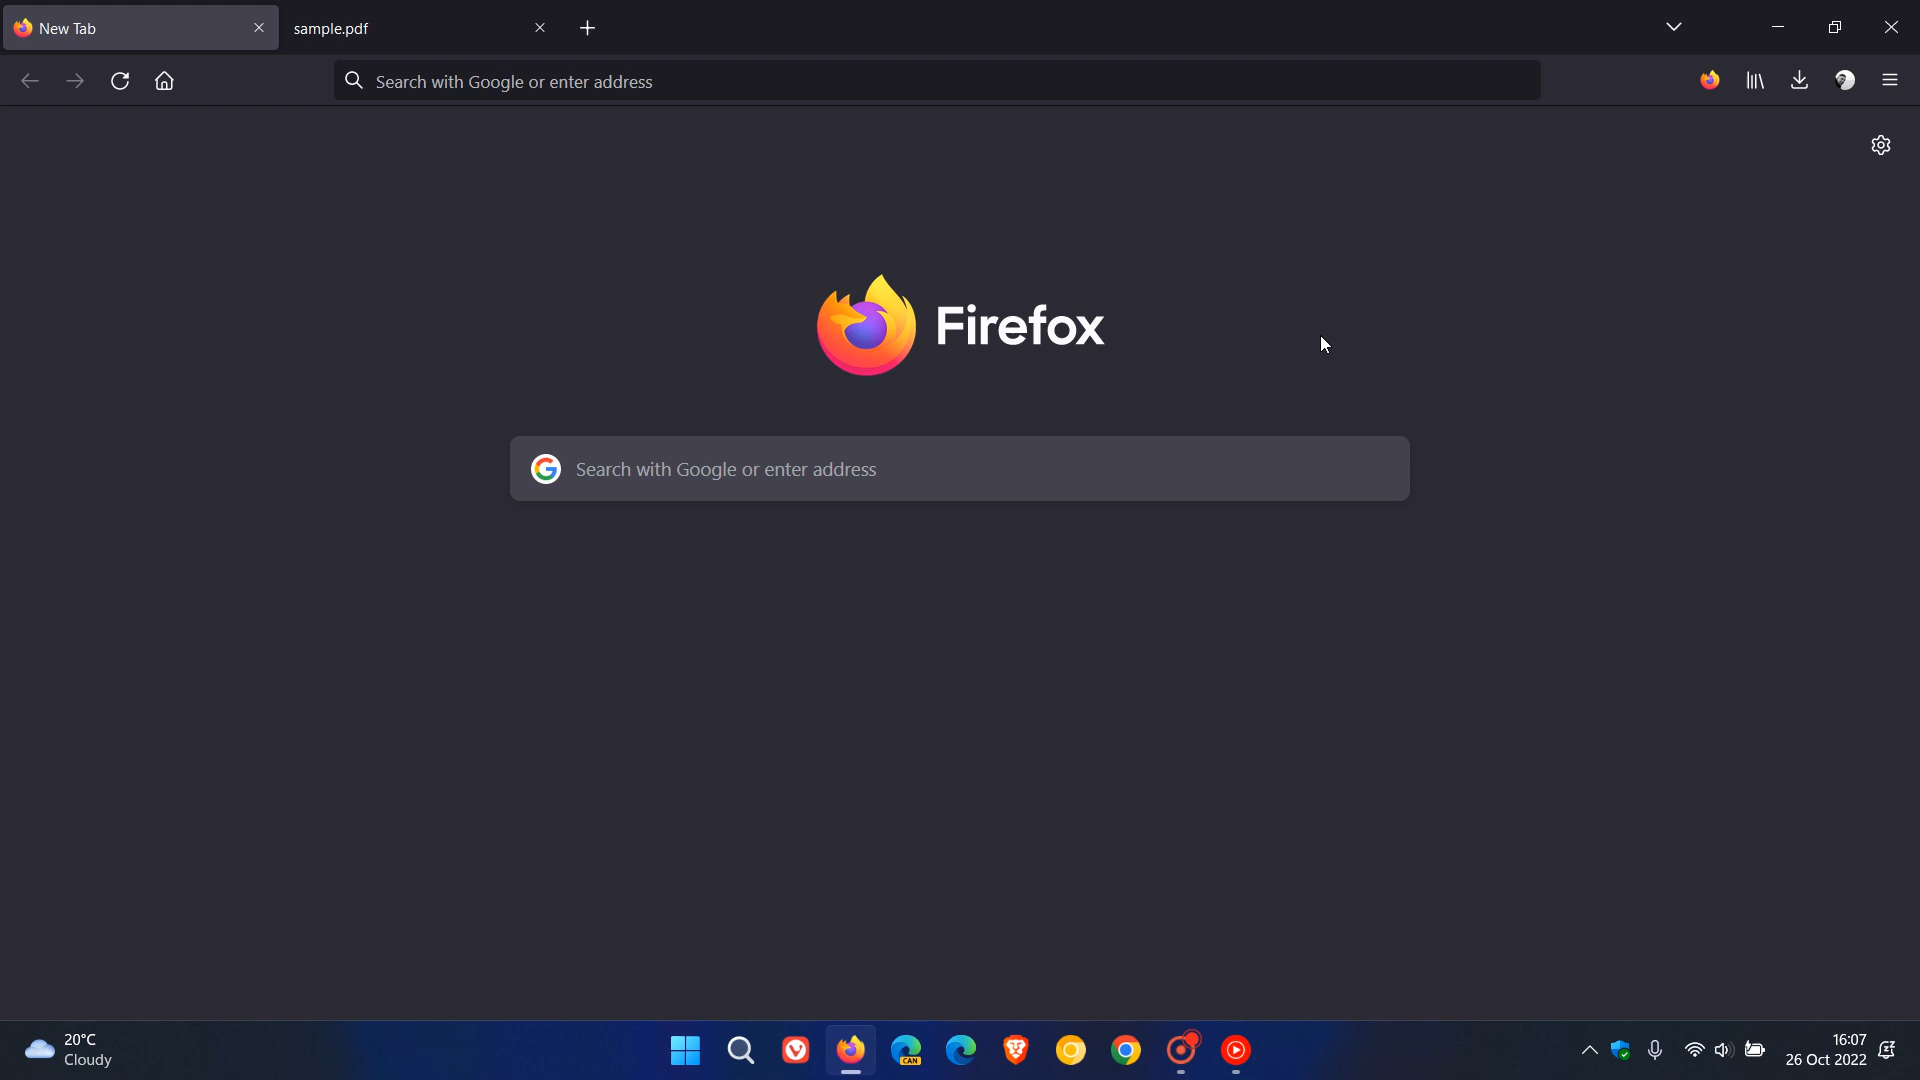 New Tab
sample.pdf
Search with Google or enter address
Firefox
Search with Google or enter address
20°C
Cloudy
CAN
16:07
26 Oct 2022